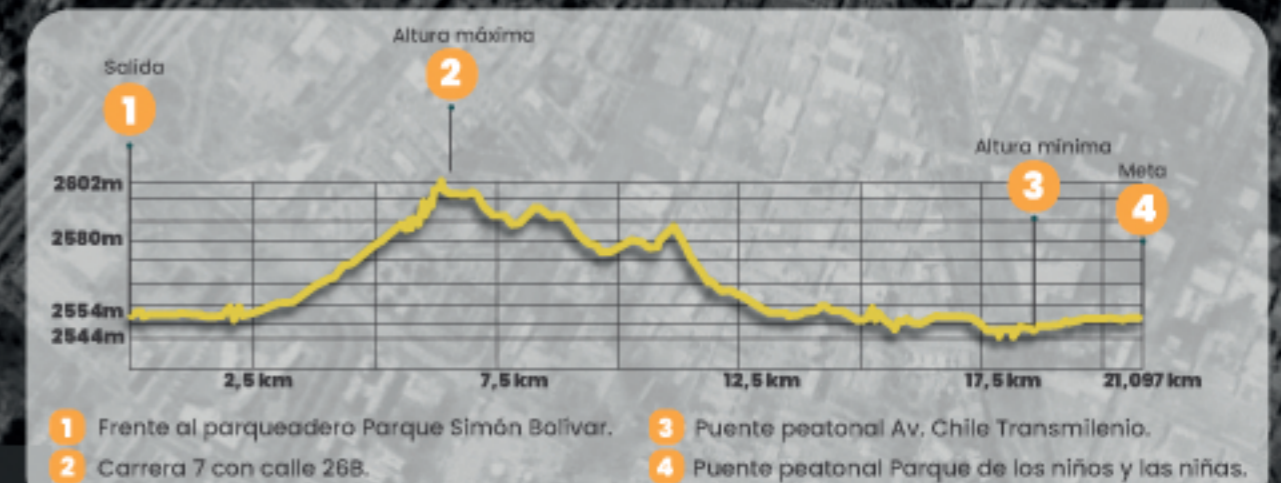 Altura máxima
Salida
2
1
Altura mínima
Meta
2602m
3
4
2580m
2554m
2544m
2,5 km
7,5 km
12,5 km
17,5 km
21,097 km
1 Frente al parqueadero Parque Simón Bolívar.
3 Puente peatonal Av. Chile Transmilenio.
2 Carrera 7 con calle 26B.
4 Puente peatonal Parque de los niños y las niñas.